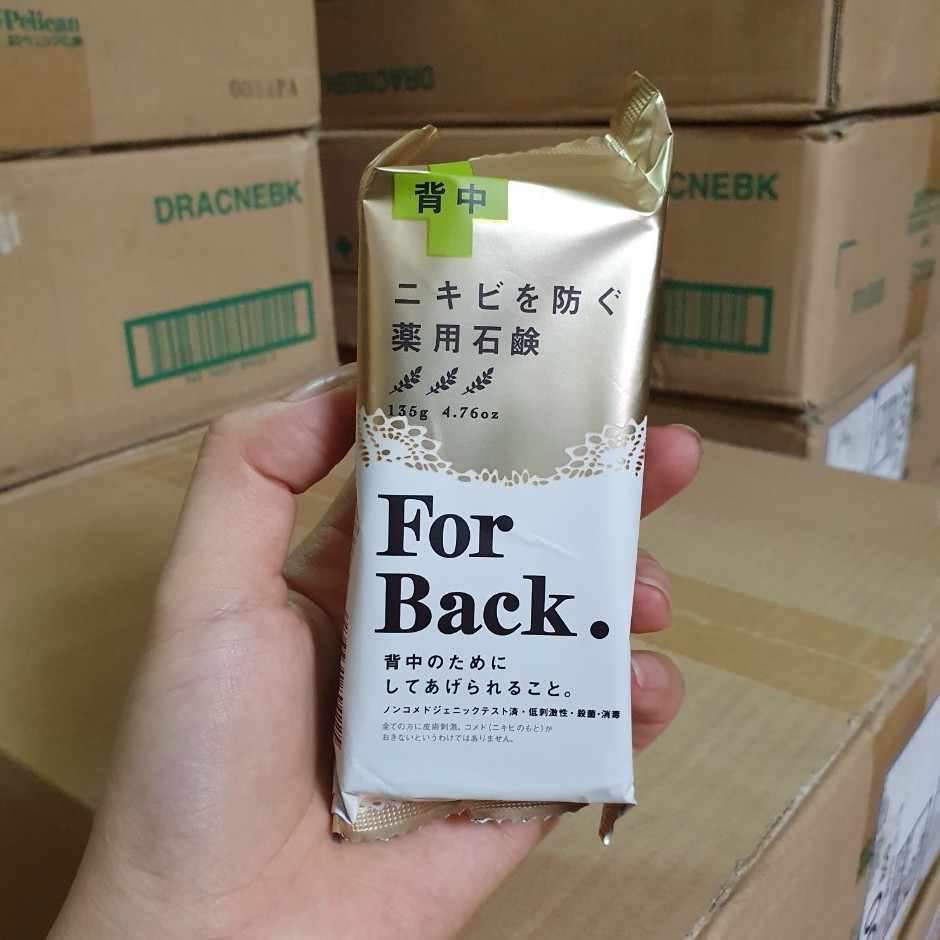 Pelican
DRACNEBK
DRACNEBK
CNEBK
背中
ニキビを防ぐ
薬用石鹸
135g 4.76oz
For
Back.
背中のために
してあげられること。
ノンコメドジェニックテスト済・低刺激性・殺菌・消毒
全ての方に皮膚刺激、コメド(ニキビのもと)が
おきないというわけではありません。